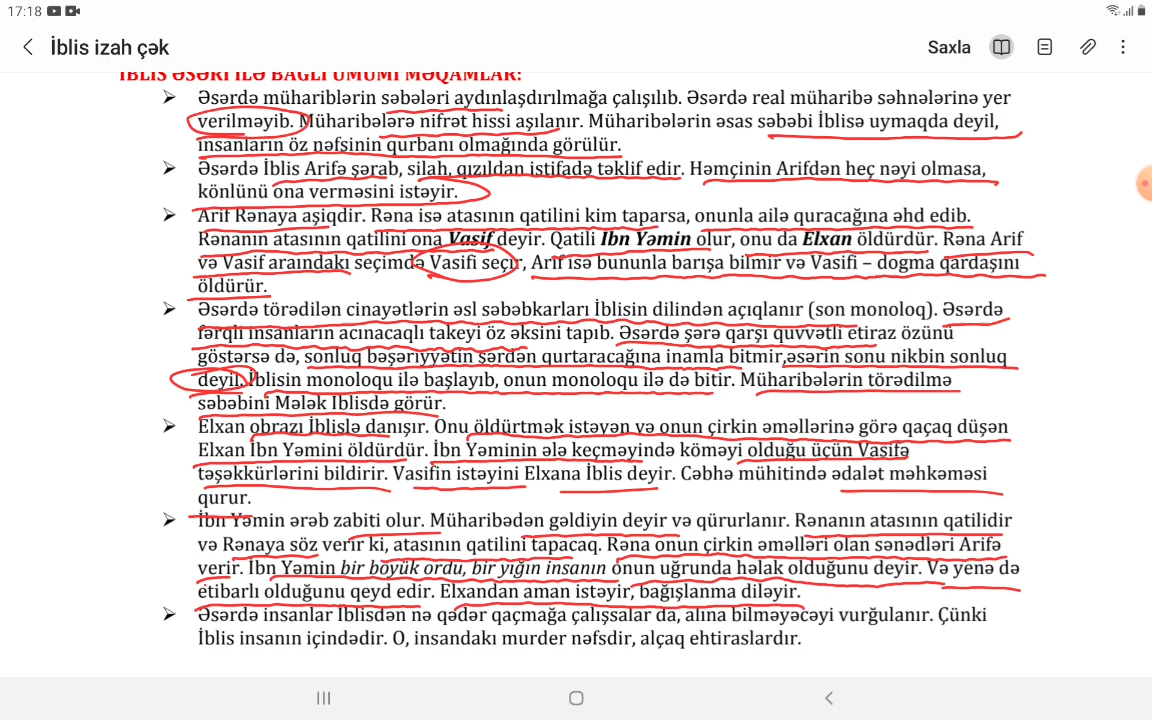 17:18
İblis izah çək
Saxla
İBLİS ƏSƏRİ İLƏ BAĞLI ÜMUMİ MƏQAMLAR:
➢ Əsərdə mühariblərin səbələri aydınlaşdırılmağa çalışılıb. Əsərdə real müharibə səhnələrinə yer
verilməyib. Müharibələrə nifrət hissi aşılanır. Müharibələrin əsas səbəbi İblisə uymaqda deyil,
insanların öz nəfsinin qurbanı olmağında görülür.
➢ Əsərdə İblis Arifə şərab, silah, qızıldan istifadə təklif edir. Həmçinin Arifdən heç nəyi olmasa,
könlünü ona verməsini istəyir.
➢ Arif Rənaya aşiqdir. Rəna isə atasının qatilini kim taparsa, onunla ailə quracağına əhd edib.
Rənanın atasının qatilini ona Vasif deyir. Qatili İbn Yəmin olur, onu da Elxan öldürdür. Rəna Arif
və Vasif araındakı seçimdə Vasifi seçir, Arif isə bununla barışa bilmir və Vasifi – dogma qardaşını
öldürür.
➢ Əsərdə törədilən cinayətlərin əsl səbəbkarları İblisin dilindən açıqlanır (son monoloq). Əsərdə
fərqli insanların acınacaqlı takeyi öz əksini tapıb. Əsərdə şərə qarşı quvvətli etiraz özünü
göstərsə də, sonluq bəşəriyyətin şərdən qurtaracağına inamla bitmir,əsərin sonu nikbin sonluq
deyil. İblisin monoloqu ilə başlayıb, onun monoloqu ilə də bitir. Müharibələrin törədilmə
səbəbini Mələk İblisdə görür.
➢ Elxan obrazı İblislə danışır. Onu öldürtmək istəyən və onun çirkin əməllərinə görə qaçaq düşən
Elxan İbn Yəmini öldürdür. İbn Yəminin ələ keçməyində köməyi olduğu üçün Vasifə
təşəkkürlərini bildirir. Vasifin istəyini Elxana İblis deyir. Cəbhə mühitində ədalət məhkəməsi
qurur.
➢ İbn Yəmin ərəb zabiti olur. Müharibədən gəldiyin deyir və qürurlanır. Rənanın atasının qatilidir
və Rənaya söz verir ki, atasının qatilini tapacaq. Rəna onun çirkin əməlləri olan sənədləri Arifə
verir. İbn Yəmin bir böyük ordu, bir yığın insanın onun uğrunda həlak olduğunu deyir. Və yenə də
etibarlı olduğunu qeyd edir. Elxandan aman istəyir, bağışlanma diləyir.
➢ Əsərdə insanlar İblisdən nə qədər qaçmağa çalışsalar da, alına bilməyəcəyi vurğulanır. Çünki
İblis insanın içindədir. O, insandakı murder nəfsdir, alçaq ehtiraslardır.